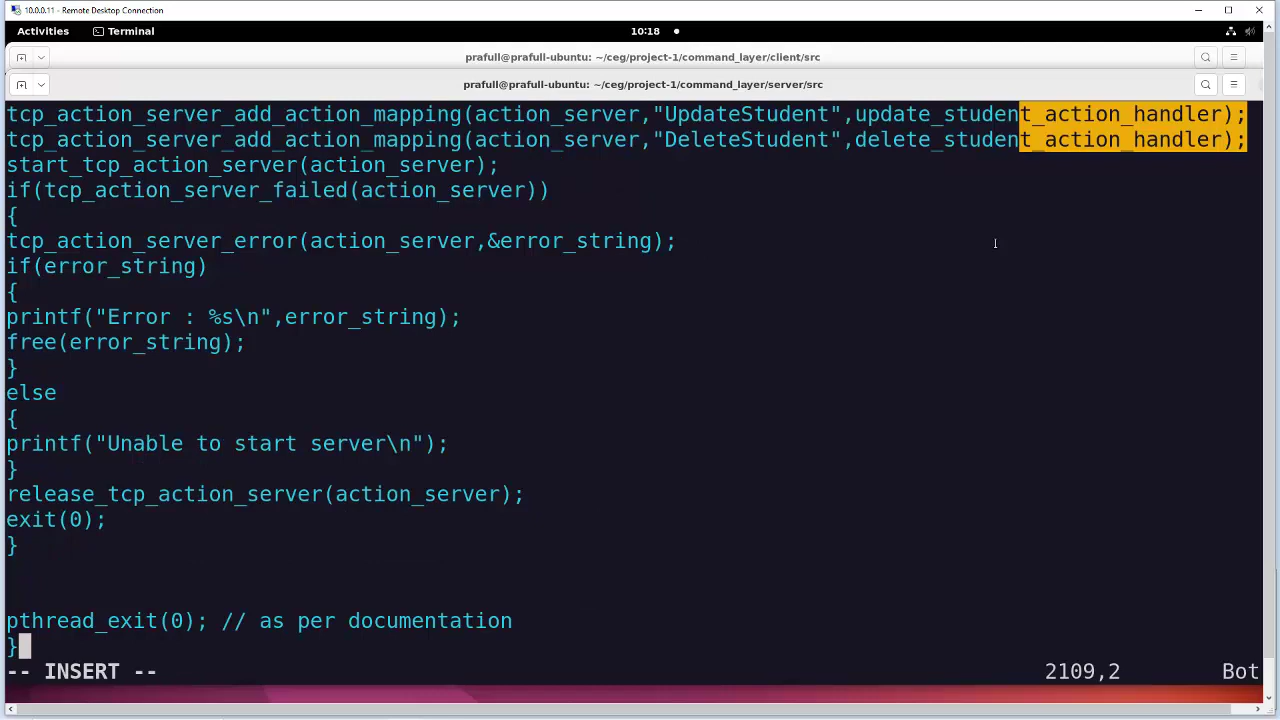 10.0.0.11 - Remote Desktop Connection
Activities Terminal 10:18
prafull@prafull-ubuntu: ~/ceg/project-1/command_layer/client/src
prafull@prafull-ubuntu: ~/ceg/project-1/command_layer/server/src
tcp_action_server_add_action_mapping(action_server,"UpdateStudent",update_student_action_handler);
tcp_action_server_add_action_mapping(action_server,"DeleteStudent",delete_student_action_handler);
start_tcp_action_server(action_server);
if(tcp_action_server_failed(action_server))
{
tcp_action_server_error(action_server,&error_string);
if(error_string)
{
printf("Error : %s\n",error_string);
free(error_string);
}
else
{
printf("Unable to start server\n");
}
release_tcp_action_server(action_server);
exit(0);
}
pthread_exit(0); // as per documentation
}
-- INSERT -- 2109,2 Bot